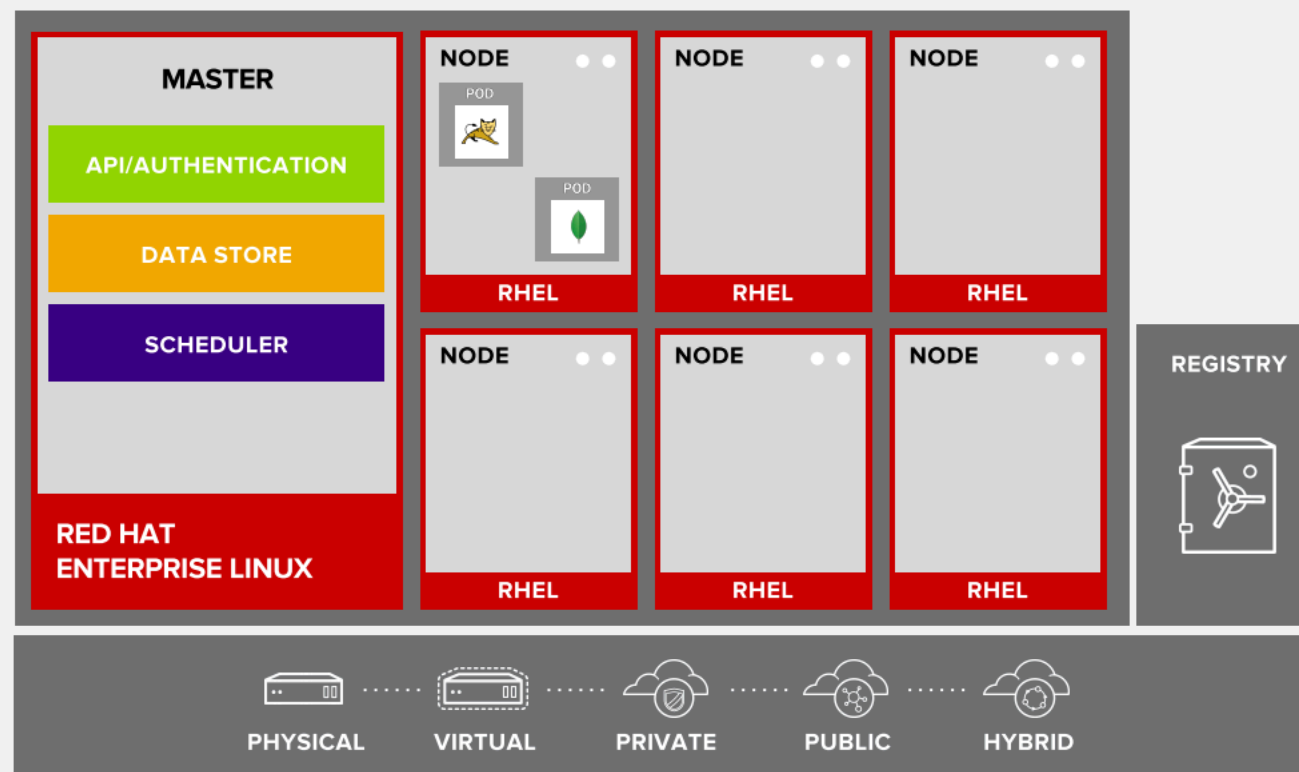 MASTER
API/AUTHENTICATION
DATA STORE
SCHEDULER
RED HAT
ENTERPRISE LINUX
NODE
POD
POD
RHEL
NODE
RHEL
NODE
RHEL
NODE
RHEL
NODE
RHEL
NODE
RHEL
REGISTRY
PHYSICAL
VIRTUAL
PRIVATE
PUBLIC
HYBRID